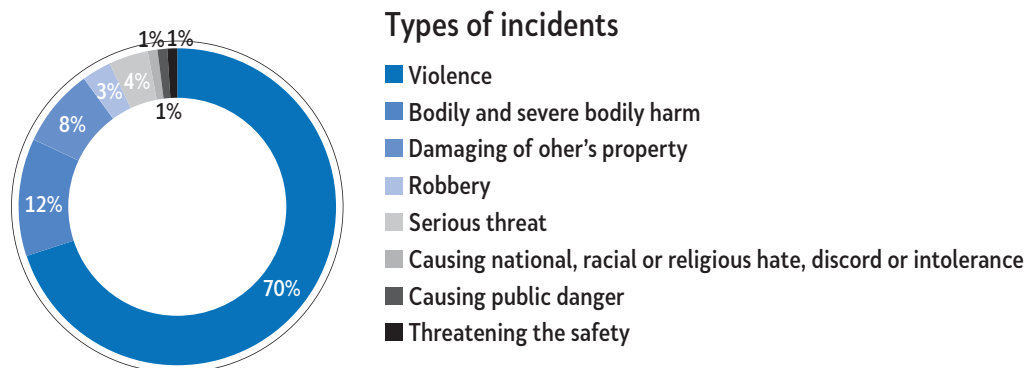 Types of incidents
1% 1%
3% 4%
1%
8%
12%
70%
Violence
Bodily and severe bodily harm
Damaging of oher's property
Robbery
Serious threat
Causing national, racial or religious hate, discord or intolerance
Causing public danger
Threatening the safety